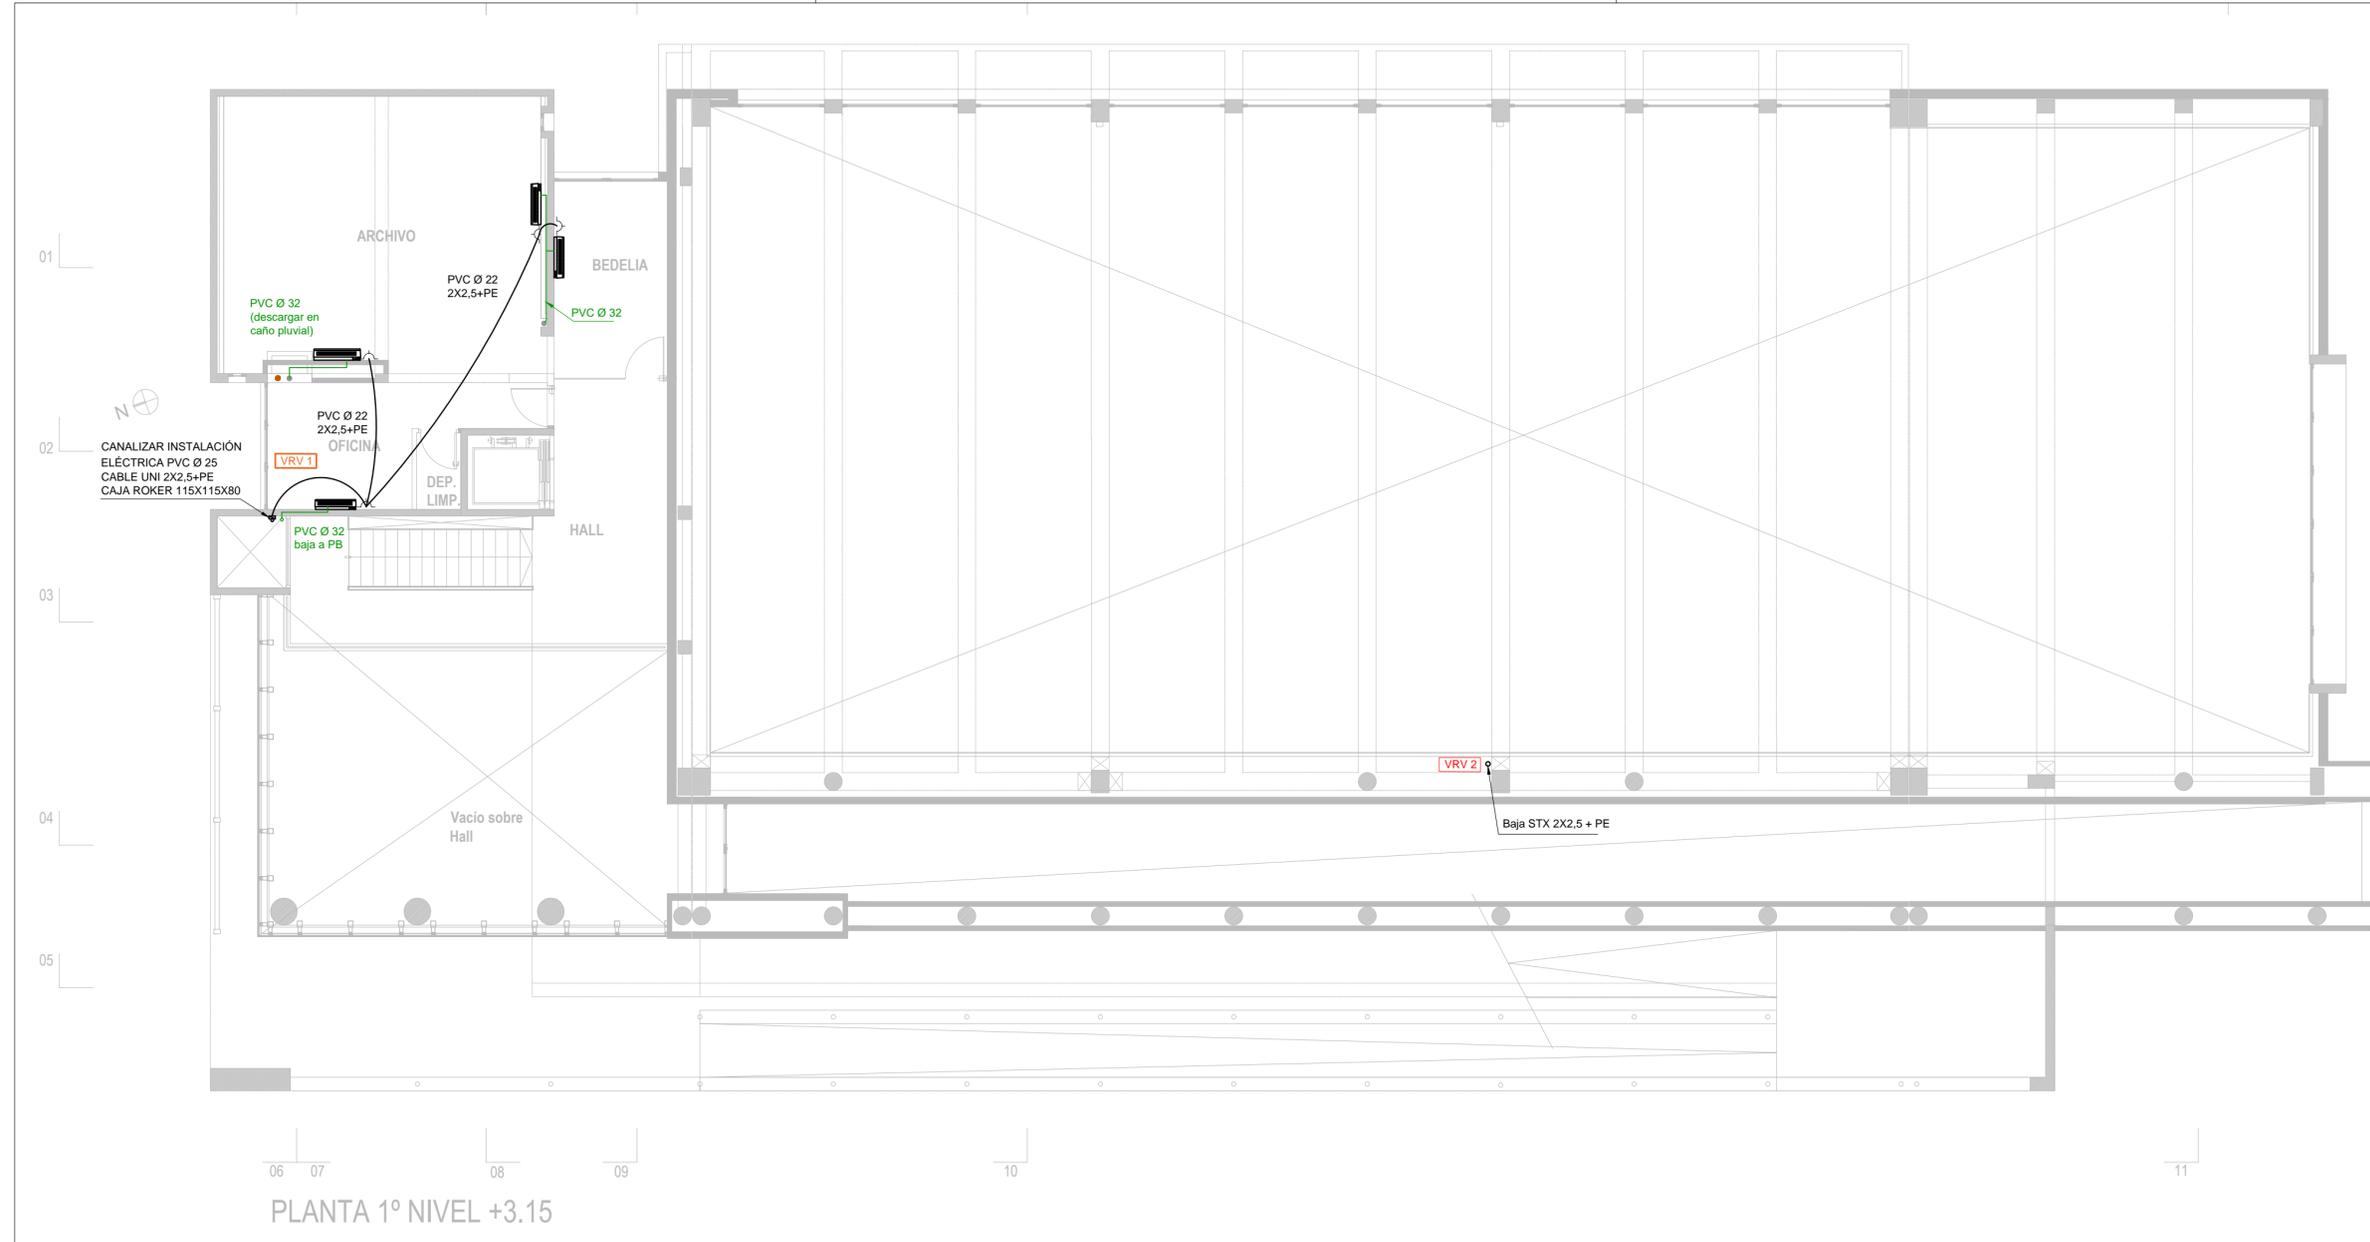 ARCHIVO
01
BEDELIA
PVC Ø 22
2X2,5+PE
PVC Ø 32
(descargar en
caño pluvial)
PVC Ø 32
N
PVC Ø 22
2X2,5+PE
02
OFICINA
CANALIZAR INSTALACIÓN
ELÉCTRICA PVC Ø 25
CABLE UNI 2X2,5+PE
CAJA ROKER 115X115X80
VRV 1
DEP.
LIMP.
PVC Ø 32
baja a PB
HALL
03
VRV 2
04
Vacío sobre
Hall
Baja STX 2X2,5 + PE
05
06
07
08
09
10
11
PLANTA 1º NIVEL +3.15